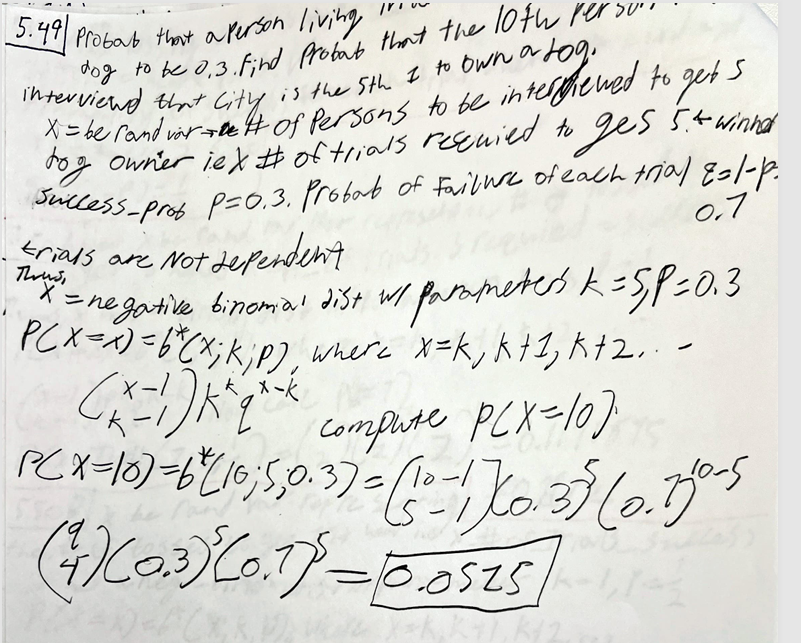 5.49 Probab that a person living
dog to be 0.3. find Probab that the 10th person
interviewed that City is the 5th 1 to own a dog.
X = be rand var → # of Persons to be interviewed to get 5
dog owner ie X # of trials required to get 5.
success_prob p=0.3. Probab of Failure of each trial q=1-p=
0.7
trials are Not dependent
Thus,
X = negative binomial dist w/ parameters k=5, P=0.3
P(X=x)=b*(x;k;p), where x=k,k+1,k+2...
(x-1 k-1) k^k q^x-k compute P(X=10)
P(X=10)=b*(10;5;0.3)=(10-1 5-1)(0.3)^5(0.7)^10-5
(9 4)(0.3)^5(0.7)^5=0.0515